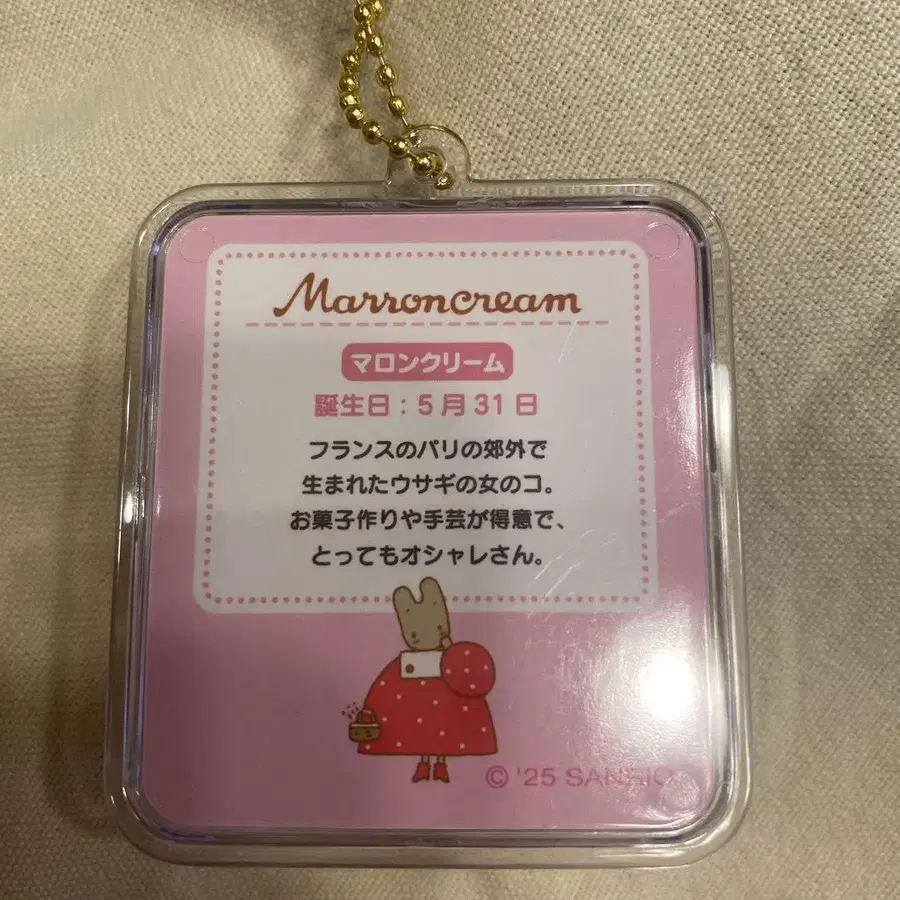 Marroncream
マロンクリーム
誕生日：5月31日
フランスのパリの郊外で
生まれたウサギの女のコ。
お菓子作りや手芸が得意で、
とってもオシャレさん。
© '25 SANRIO